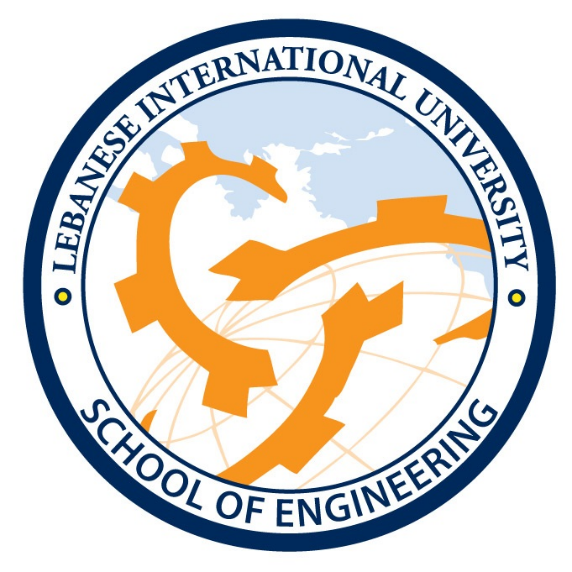 LEBANESE INTERNATIONAL UNIVERSITY
SCHOOL OF ENGINEERING